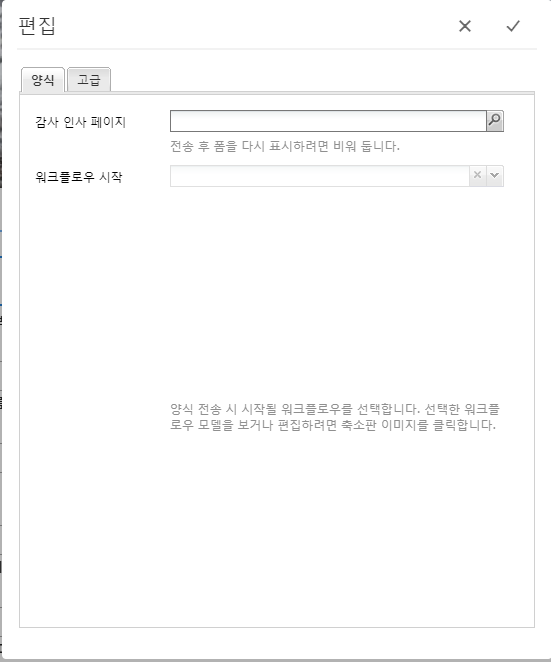 편집
양식
고급
감사 인사 페이지
전송 후 폼을 다시 표시하려면 비워 둡니다.
워크플로우 시작
양식 전송 시 시작될 워크플로우를 선택합니다. 선택한 워크플
로우 모델을 보거나 편집하려면 축소판 이미지를 클릭합니다.